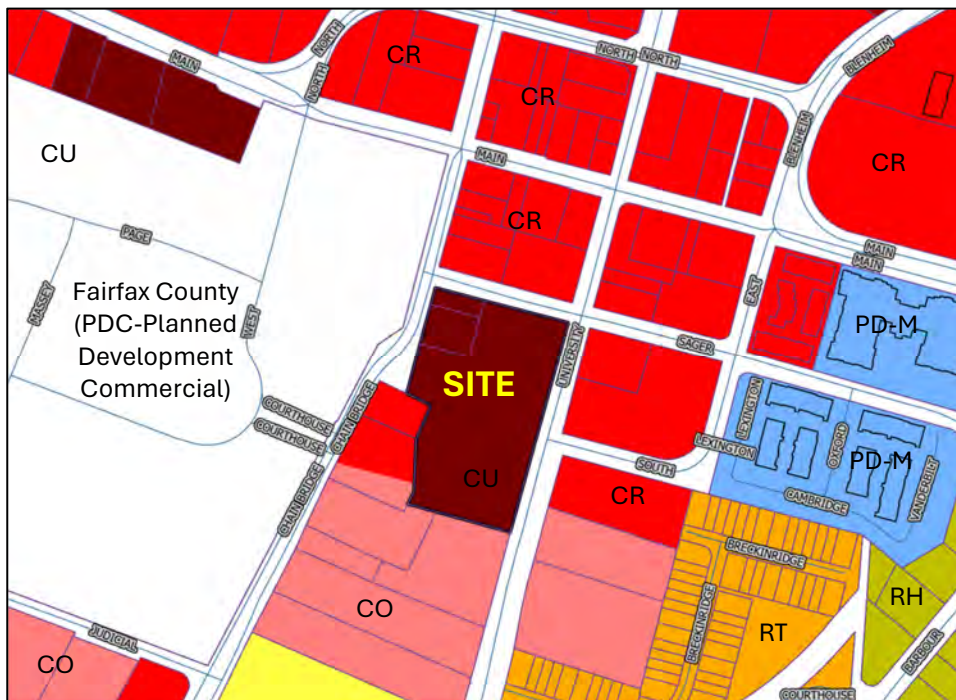 NORTH
MAIN
NORTH
CR
NORTH
NORTH
BLENHEIM
CR
BLENHEIM
CR
CU
MAIN
CR
MAIN
MAIN
PAGE
MASSEY
Fairfax County
(PDC-Planned
Development
Commercial)
WEST
EAST
PD-M
UNIVERSITY
SAGER
SITE
COURTHOUSE
COURTHOUSE
CHAIN BRIDGE
LEXINGTON
LEXINGTON
OXFORD
PD-M
VANDERBILT
SOUTH
CU
CR
CAMBRIDGE
CHAIN BRIDGE
BRECKINRIDGE
BRECKINRIDGE
RH
CO
RT
JUDICIAL
CO
BARBOUR
COURTHOUSE